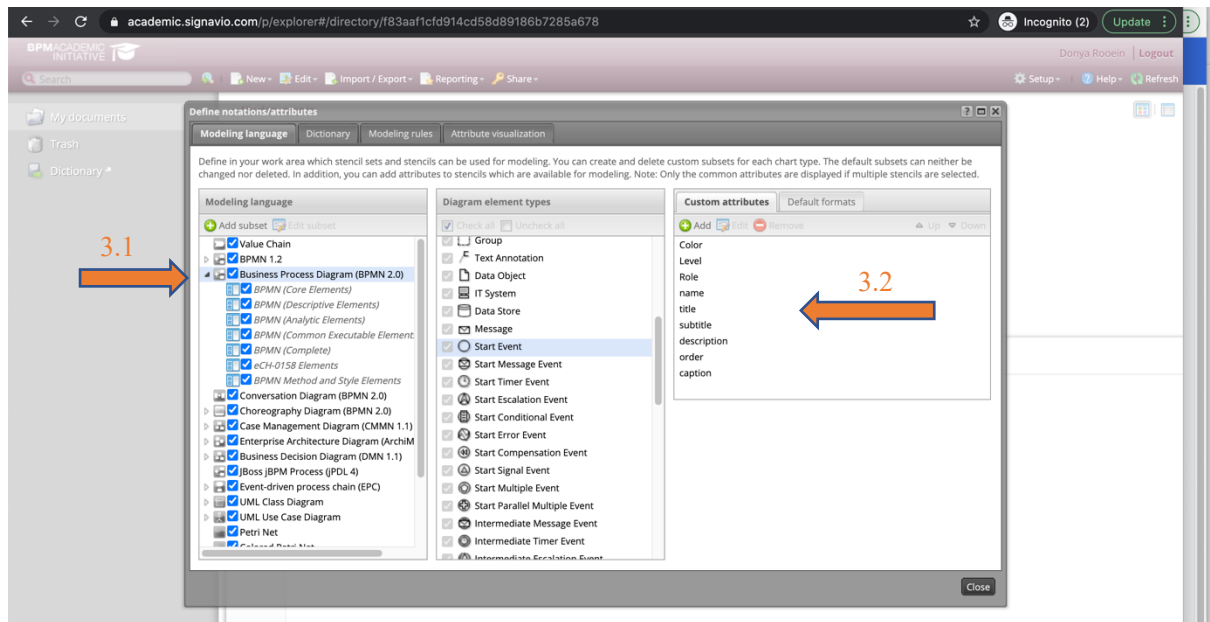 academic.signavio.com/p/explorer#/directory/f83aaf1cfd914cd58d89186b7285a678
Incognito (2)
Update
BPMACADEMIC
INITIATIVE
Donya Rooein
Logout
Search
New
Edit
Import / Export
Reporting
Share
Setup
Help
Refresh
My documents
Trash
Dictionary
Define notations/attributes
Modeling language
Dictionary
Modeling rules
Attribute visualization
Define in your work area which stencil sets and stencils can be used for modeling. You can create and delete custom subsets for each chart type. The default subsets can neither be
changed nor deleted. In addition, you can add attributes to stencils which are available for modeling. Note: Only the common attributes are displayed if multiple stencils are selected.
Modeling language
Add subset
Edit subset
Value Chain
BPMN 1.2
3.1
Business Process Diagram (BPMN 2.0)
BPMN (Core Elements)
BPMN (Descriptive Elements)
BPMN (Analytic Elements)
BPMN (Common Executable Element.
BPMN (Complete)
eCH-0158 Elements
BPMN Method and Style Elements
Conversation Diagram (BPMN 2.0)
Choreography Diagram (BPMN 2.0)
Case Management Diagram (CMMN 1.1)
Enterprise Architecture Diagram (ArchiM
Business Decision Diagram (DMN 1.1)
JBoss jBPM Process (jPDL 4)
Event-driven process chain (EPC)
UML Class Diagram
UML Use Case Diagram
Petri Net
Colored Petri Net
Diagram element types
Check all
Uncheck all
Group
Text Annotation
Data Object
IT System
Data Store
Message
Start Event
Start Message Event
Start Timer Event
Start Escalation Event
Start Conditional Event
Start Error Event
Start Compensation Event
Start Signal Event
Start Multiple Event
Start Parallel Multiple Event
Intermediate Message Event
Intermediate Timer Event
Intermediate Escalation Event
Custom attributes
Default formats
Add
Edit
Remove
Up
Down
Color
Level
Role
name
title
subtitle
description
order
caption
3.2
Close